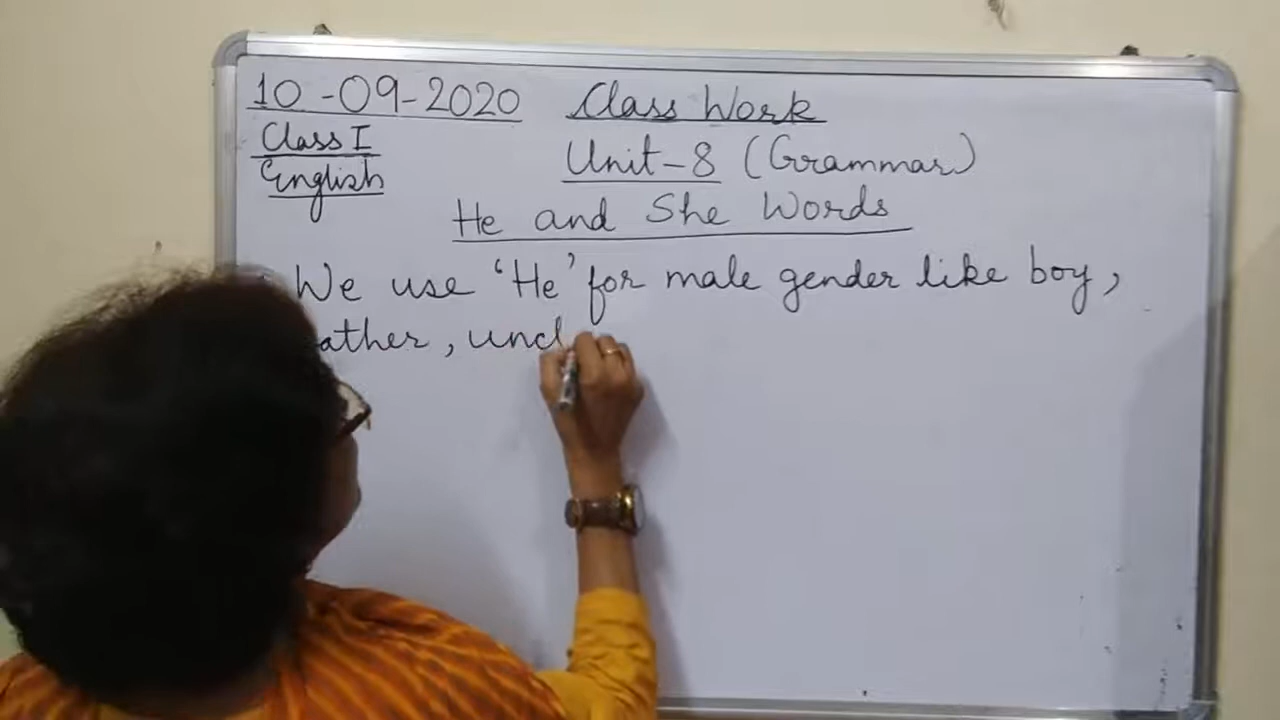 10-09-2020 Class Work
Class I
Unit-8 (Grammar)
English
He and She Words
We use 'He' for male gender like boy,
ather, uncl